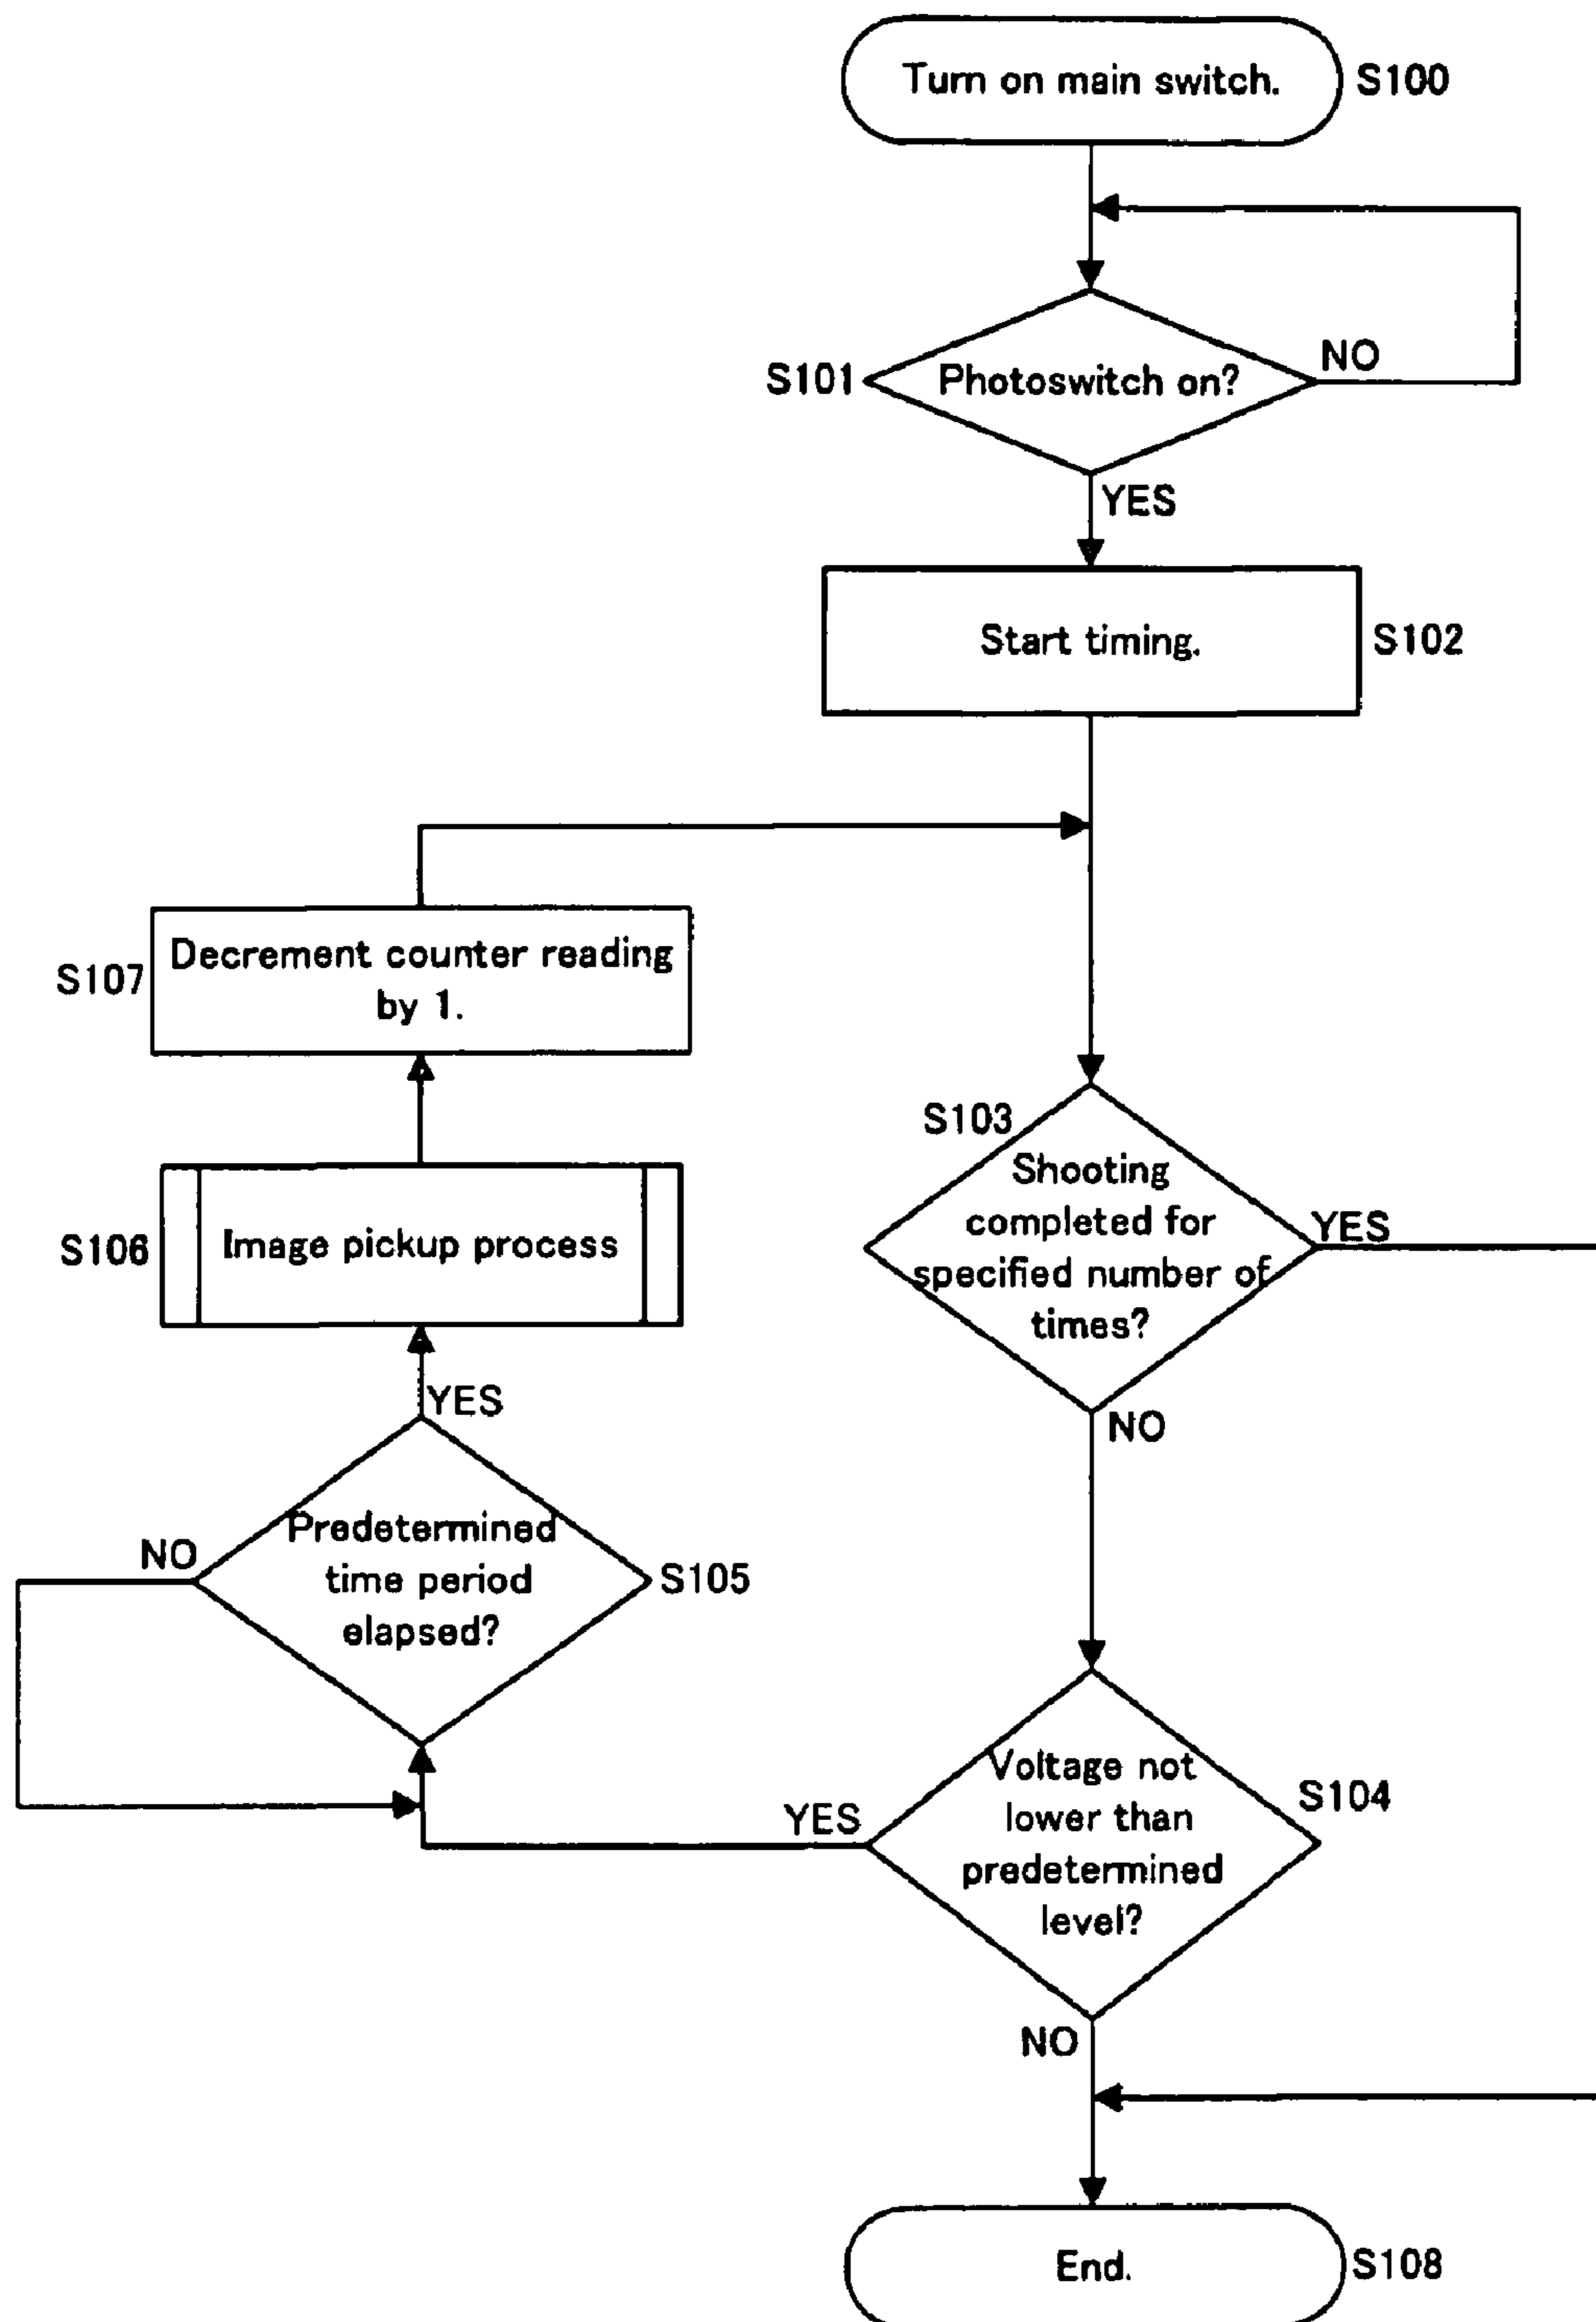 Turn on main switch.
S100
S101
Photoswitch on?
NO
YES
Start timing.
S102
S107
Decrement counter reading
by 1.
S103
Shooting
completed for
specified number of
times?
YES
NO
S106
Image pickup process
YES
NO
Predetermined
time period
elapsed?
S105
YES
Voltage not
lower than
predetermined
level?
S104
NO
End.
S108